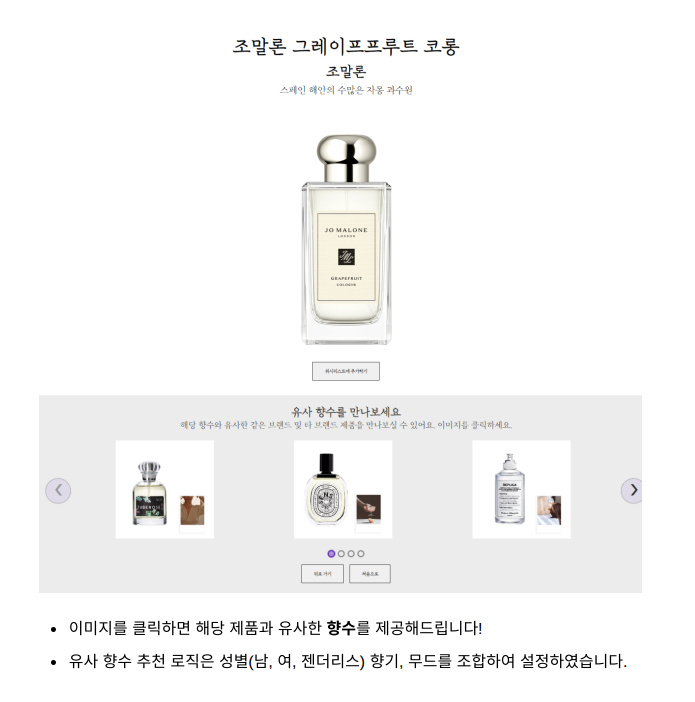 조말론 그레이프프루트 코롱
조말론
스페인 해안의 수많은 자몽 과수원
JO MALONE
LONDON
GRAPEFRUIT
COLOGNE
위시리스트에 추가하기
유사 향수를 만나보세요
해당 향수와 유사한 같은 브랜드 및 타 브랜드 제품을 만나보실 수 있어요. 이미지를 클릭하세요.
TUBEROSE
REPLICA
뒤로 가기
처음으로
• 이미지를 클릭하면 해당 제품과 유사한 향수를 제공해드립니다!
• 유사 향수 추천 로직은 성별(남, 여, 젠더리스) 향기, 무드를 조합하여 설정하였습니다.